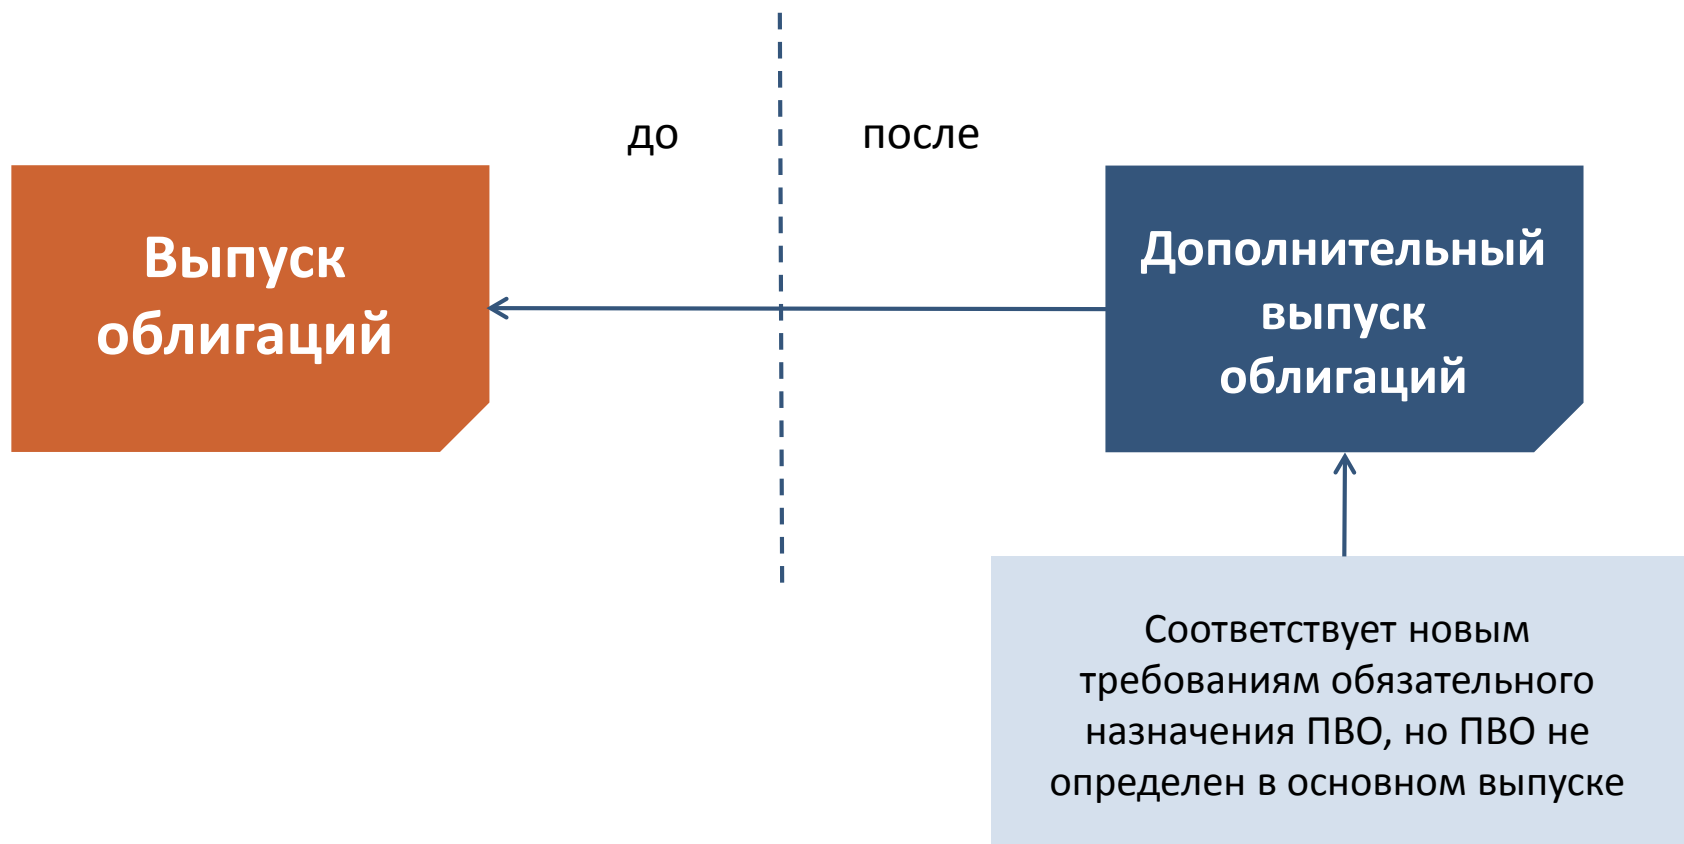 до
после
Выпуск
облигаций
Дополнительный
выпуск
облигаций
Соответствует новым
требованиям обязательного
назначения ПВО, но ПВО не
определен в основном выпуске